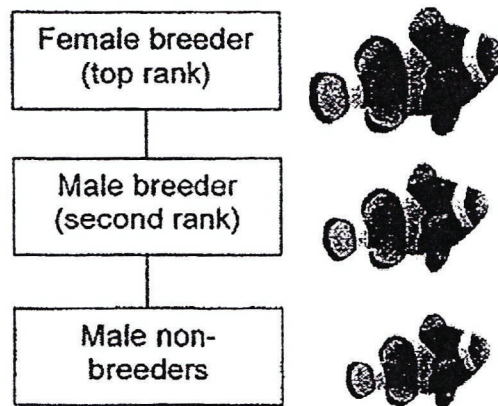 Female breeder
(top rank)
Male breeder
(second rank)
Male non-
breeders